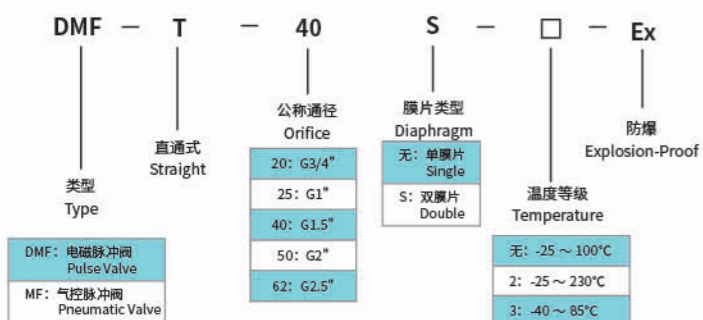 DMF — T — 40 S — □ — Ex
公称通径
Orifice
20: G3/4"
25: G1"
40: G1.5"
50: G2"
62: G2.5"
膜片类型
Diaphragm
无: 单膜片
Single
S: 双膜片
Double
防爆
Explosion-Proof
直通式
Straight
类型
Type
DMF: 电磁脉冲阀
Pulse Valve
MF: 气控脉冲阀
Pneumatic Valve
温度等级
Temperature
无: -25～100℃
2: -25～230℃
3: -40～85℃